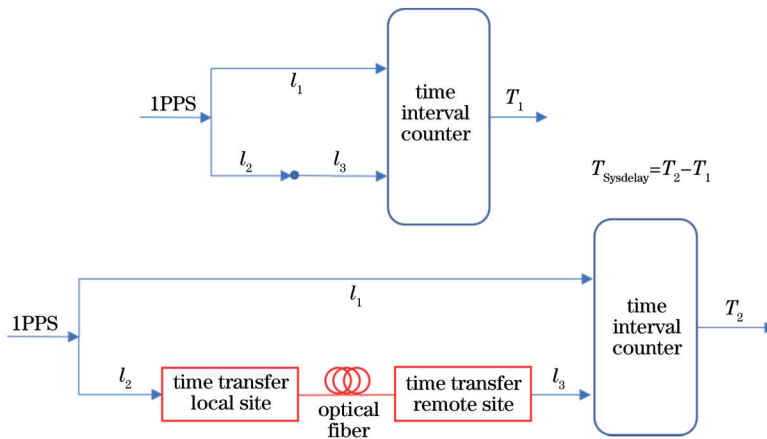 1PPS
l₁
l₂
l₃
time
interval
counter
T₁
T_Sysdelay=T₂−T₁
1PPS
l₁
l₂
time transfer
local site
optical
fiber
time transfer
remote site
l₃
time
interval
counter
T₂